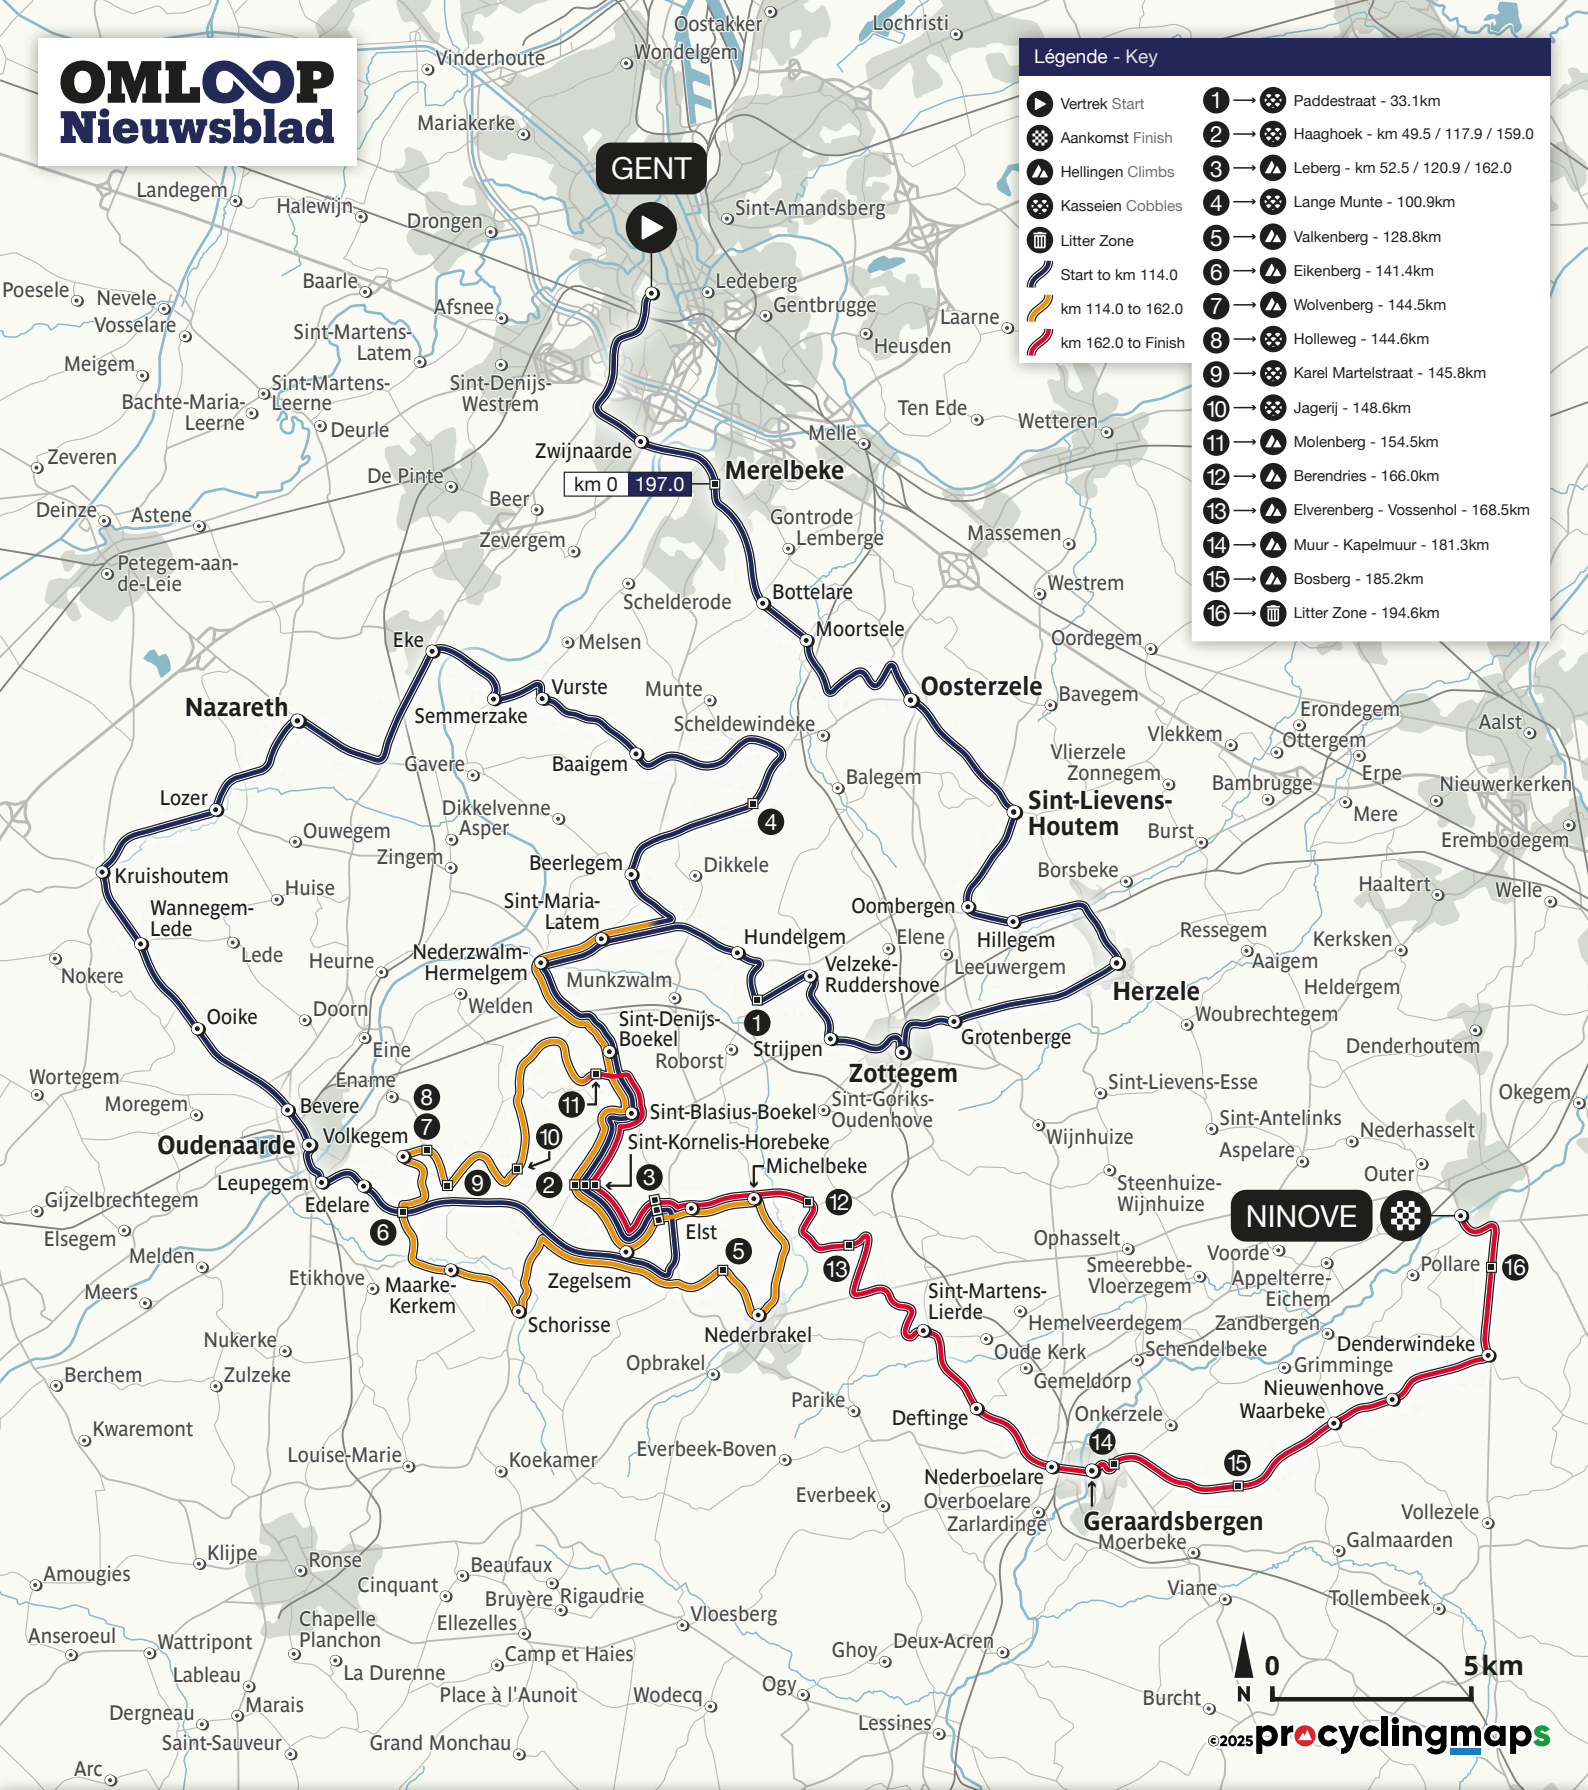 OMLOOP
Nieuwsblad
Légende - Key
Vertrek Start
Aankomst Finish
Hellingen Climbs
Kasseien Cobbles
Litter Zone
Start to km 114.0
km 114.0 to 162.0
km 162.0 to Finish
1 → Paddestraat - 33.1km
2 → Haaghoek - km 49.5 / 117.9 / 159.0
3 → Leberg - km 52.5 / 120.9 / 162.0
4 → Lange Munte - 100.9km
5 → Valkenberg - 128.8km
6 → Eikenberg - 141.4km
7 → Wolvenberg - 144.5km
8 → Holleweg - 144.6km
9 → Karel Martelstraat - 145.8km
10 → Jagerij - 148.6km
11 → Molenberg - 154.5km
12 → Berendries - 166.0km
13 → Elverenberg - Vossenhol - 168.5km
14 → Muur - Kapelmuur - 181.3km
15 → Bosberg - 185.2km
16 → Litter Zone - 194.6km
Oostakker
Lochristi
Wondelgem
Vinderhoute
Mariakerke
GENT
Landegem
Halewijn
Drongen
Sint-Amandsberg
Poesele
Nevele
Baarle
Afsnee
Ledeberg
Gentbrugge
Vosselare
Sint-Martens-
Latem
Laarne
Heusden
Meigem
Sint-Martens-
Leerne
Sint-Denijs-
Westrem
Bachte-Maria-
Leerne
Deurle
Ten Ede
Wetteren
Melle
Zwijnaarde
Zeveren
De Pinte
Merelbeke
km 0 197.0
Beer
Deinze
Astene
Gontrode
Lemberge
Zevergem
Massemen
Petegem-aan-
de-Leie
Westrem
Schelderode
Bottelare
Moortsele
Eke
Melsen
Oordegem
Nazareth
Vurste
Munte
Oosterzele
Bavegem
Semmerzake
Scheldewindeke
Erondegem
Aalst
Vlekkem
Ottergem
Vlierzele
Zonnegem
Gavere
Baaigem
Balegem
Bambrugge
Erpe
Nieuwerkerken
Lozer
Dikkelvenne
Asper
Sint-Lievens-
Houtem
Mere
Ouwegem
4
Burst
Erembodegem
Zingem
Beerlegem
Dikkele
Borsbeke
Kruishoutem
Huise
Haaltert
Welle
Wannegem-
Lede
Sint-Maria-
Latem
Oombergen
Hillegem
Hundelgem
Elene
Ressegem
Kerksken
Lede
Heurne
Nederzwalm-
Hermelgem
Leeuwergem
Aaigem
Nokere
Munkzwalm
Velzeke-
Ruddershove
Heldergem
Welden
Herzele
Doorn
Ooike
Sint-Denijs-
Boekel
1
Woubrechtegem
Eine
Roborst
Strijpen
Grotenberge
Denderhoutem
Wortegem
Ename
Zottegem
Sint-Lievens-Esse
Okegem
Moregem
Bevere
8
7
11
Sint-Blasius-Boekel
Sint-Goriks-
Oudenhove
Sint-Antelinks
Oudenaarde
Volkegem
10
Sint-Kornelis-Horebeke
Wijnhuize
Nederhasselt
Aspelare
Michelbeke
Leupegem
9
2
3
Outer
Steenhuize-
Wijnhuize
Gijzelbrechtegem
Edelare
12
NINOVE
Elsegem
6
Elst
5
Ophasselt
Voorde
Melden
13
Smeerebbe-
Vloerzegem
Pollare
16
Etikhove
Maarke-
Kerkem
Zegelsem
Appelterre-
Eichem
Meers
Sint-Martens-
Lierde
Schorisse
Hemelveerdegem
Zandbergen
Nukerke
Nederbrakel
Denderwindeke
Oude Kerk
Schendelbeke
Opbrakel
Grimminge
Berchem
Zulzeke
Gemeldorp
Nieuwenhove
Parike
Waarbeke
Deftinge
Onkerzele
Kwaremont
14
Louise-Marie
Koekamer
Everbeek-Boven
15
Nederboelare
Everbeek
Overboelare
Zarlardinge
Vollezele
Geraardsbergen
Moerbeke
Galmaarden
Klijpe
Ronse
Amougies
Beaufaux
Cinquant
Viane
Bruyère
Rigaudrie
Tollembeek
Chapelle
Planchon
Ellezelles
Vloesberg
Anseroeul
Wattripont
Camp et Haies
Ghoy
Deux-Acren
Lableau
La Durenne
0 5km
Place à l'Aunoit
Wodecq
Ogy
N
Burcht
Marais
Dergneau
Lessines
Saint-Sauveur
Grand Monchau
©2025 procyclingmaps
Arc